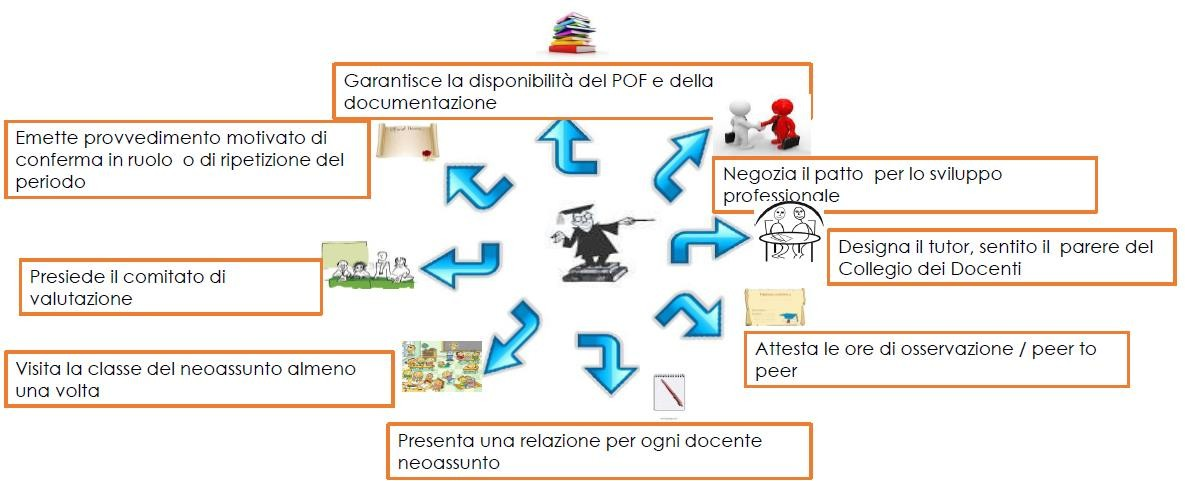 Garantisce la disponibilità del POF e della
documentazione
Emette provvedimento motivato di
conferma in ruolo o di ripetizione del
periodo
Negozia il patto per lo sviluppo
professionale
Designa il tutor, sentito il parere del
Collegio dei Docenti
Presiede il comitato di
valutazione
Attesta le ore di osservazione / peer to
peer
Visita la classe del neoassunto almeno
una volta
Presenta una relazione per ogni docente
neoassunto